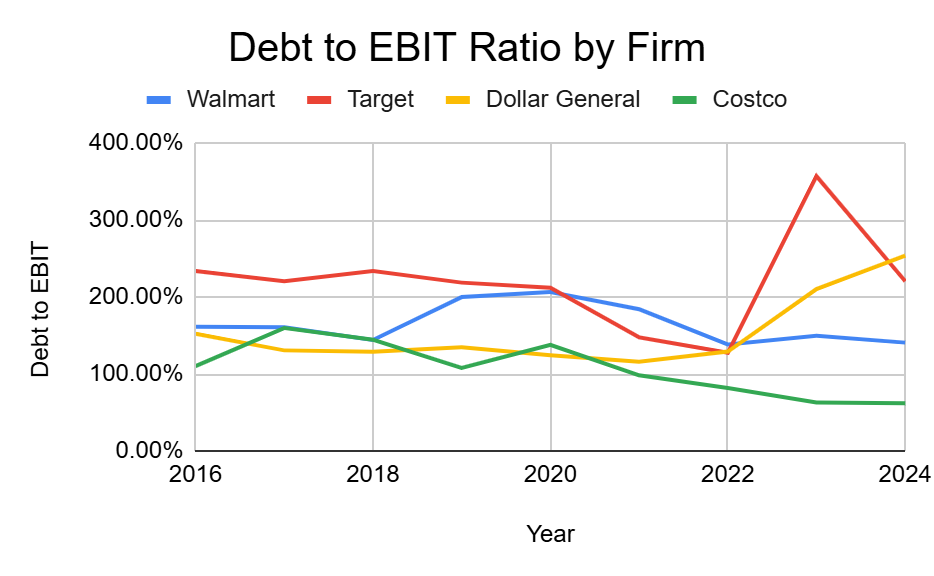 Debt to EBIT Ratio by Firm
Walmart Target Dollar General Costco
400.00%
300.00%
200.00%
100.00%
0.00%
Debt to EBIT
2016 2018 2020 2022 2024
Year